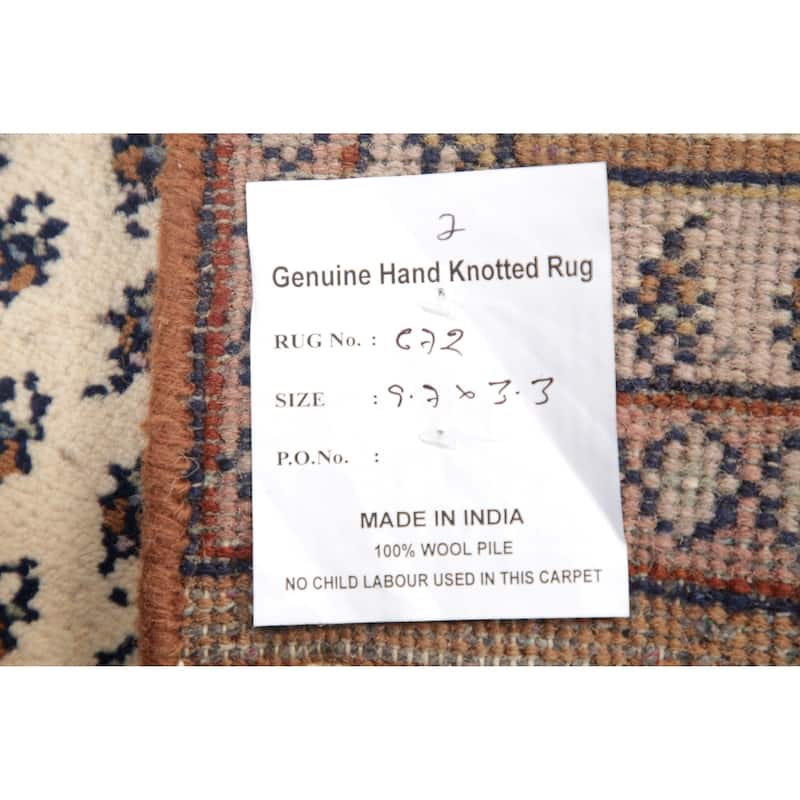 2
Genuine Hand Knotted Rug
RUG No. : C72
SIZE : 9.7 x 3.3
P.O.No. :
MADE IN INDIA
100% WOOL PILE
NO CHILD LABOUR USED IN THIS CARPET